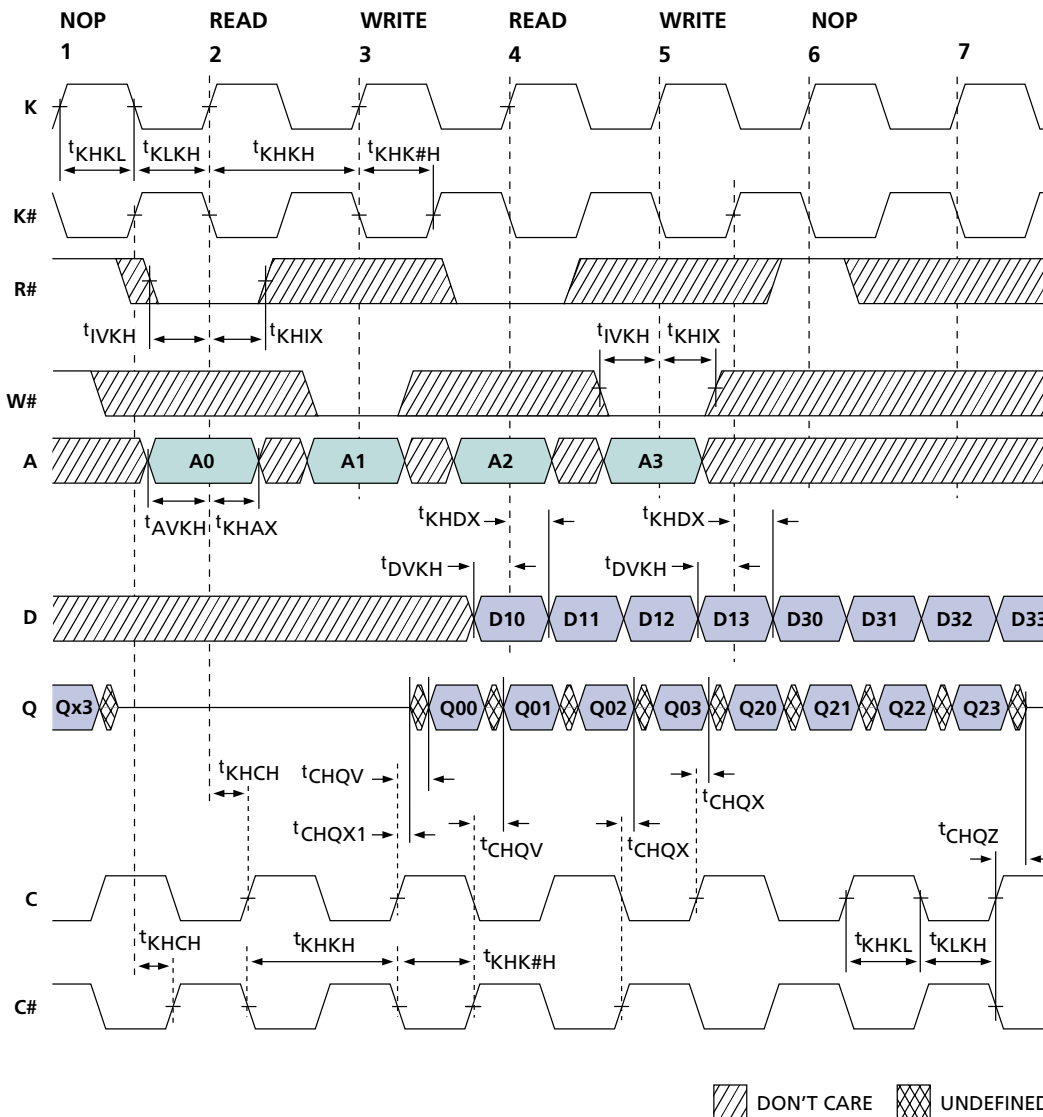 NOP READ WRITE READ WRITE NOP
1 2 3 4 5 6 7
K
tKHKL tKLKH tKHKH tKHK#H
K#
R#
tIVKH tKHIX tIVKH tKHIX
W#
A A0 A1 A2 A3
tAVKH tKHAX
tKHDX tKHDX
tDVKH tDVKH
D D10 D11 D12 D13 D30 D31 D32 D33
Q Qx3 Q00 Q01 Q02 Q03 Q20 Q21 Q22 Q23
tKHCH tCHQV
tCHQX
tCHQX1 tCHQV tCHQX tCHQZ
C
tKHCH tKHKH tKHK#H tKHKL tKLKH
C#
DON'T CARE UNDEFINED